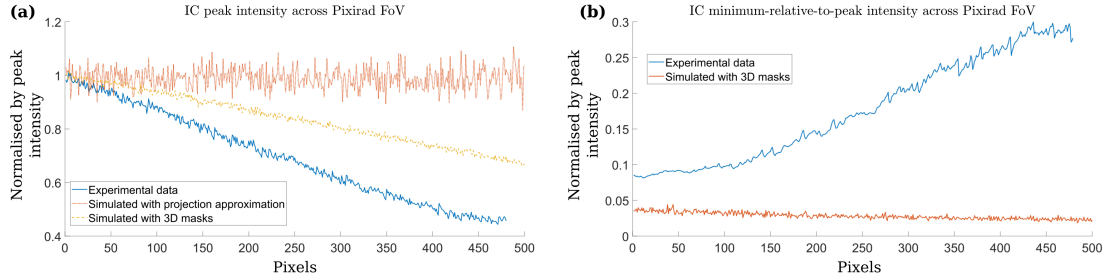 (a)
IC peak intensity across Pixirad FoV
1.2
1
0.8
0.6
0.4
Normalised by peak
intensity
Experimental data
Simulated with projection approximation
Simulated with 3D masks
0 50 100 150 200 250 300 350 400 450 500
Pixels
(b)
IC minimum-relative-to-peak intensity across Pixirad FoV
0.3
0.25
0.2
0.15
0.1
0.05
0
Normalised by peak
intensity
Experimental data
Simulated with 3D masks
0 50 100 150 200 250 300 350 400 450 500
Pixels